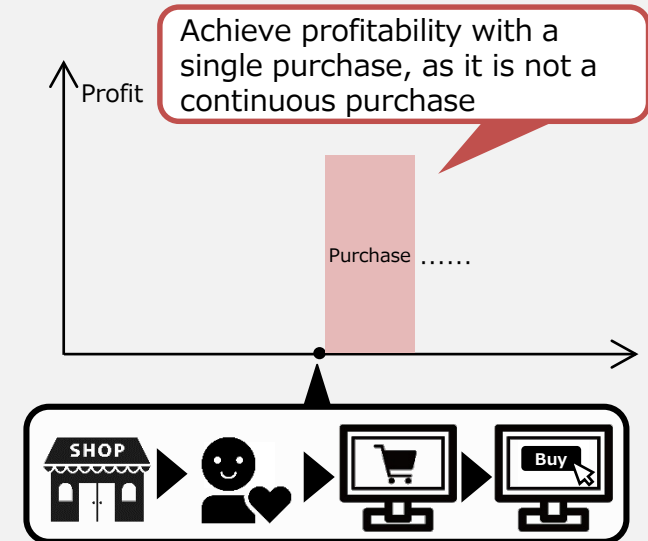 Achieve profitability with a
single purchase, as it is not a
continuous purchase
Profit
Purchase ......
SHOP
Buy